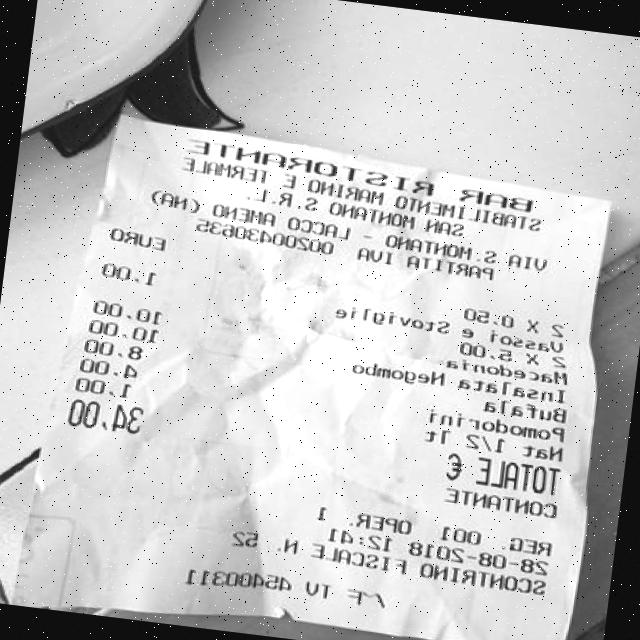 BAR RISTORANTE
STABILIMENTO MARINO E TERMALE
SAN MONTANO S.R.L.
VIA S.MONTANO - LACCO AMENO (NA)
PARTITA IVA 00200430635
EURO
2 X 0.50
Vassoi e Stoviglie 1.00
2 X 5.00
Macedonia 10.00
Insalata Negombo 10.00
Bufala 8.00
Pomodorini 4.00
Nat 1/2 lt 1.00
TOTALE € 34.00
CONTANTE
REG. 001 OPER. 1
28-08-2018 12:41
SCONTRINO FISCALE N. 52
TV 45400311